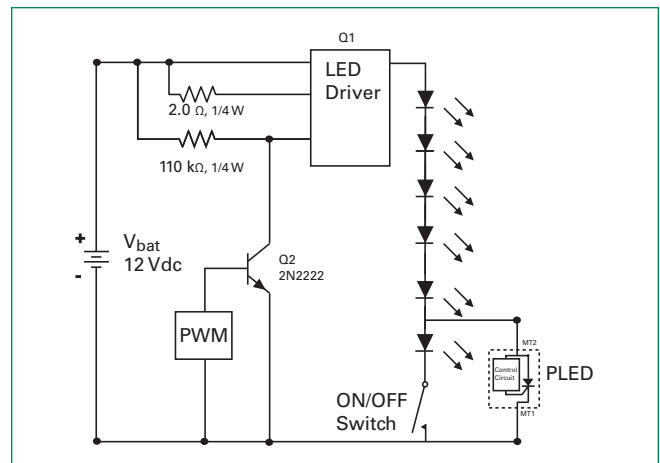 Q1
LED
Driver
2.0 Ω, 1/4 W
110 kΩ, 1/4 W
+
Vbat
12 Vdc
-
Q2
2N2222
PWM
MT2
Control
Circuit
PLED
MT1
ON/OFF
Switch